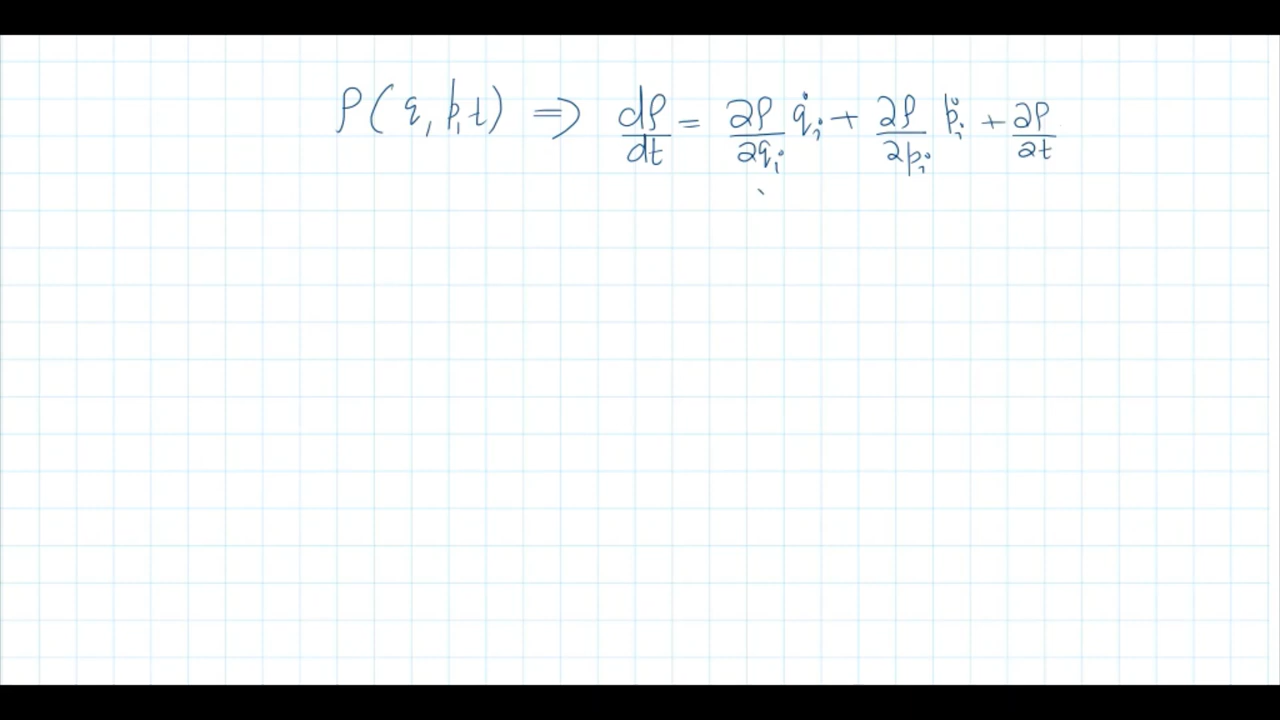 ρ(q, p, t) ⇒ dρ/dt = ∂ρ/∂qᵢ q̇ᵢ + ∂ρ/∂pᵢ ṗᵢ + ∂ρ/∂t